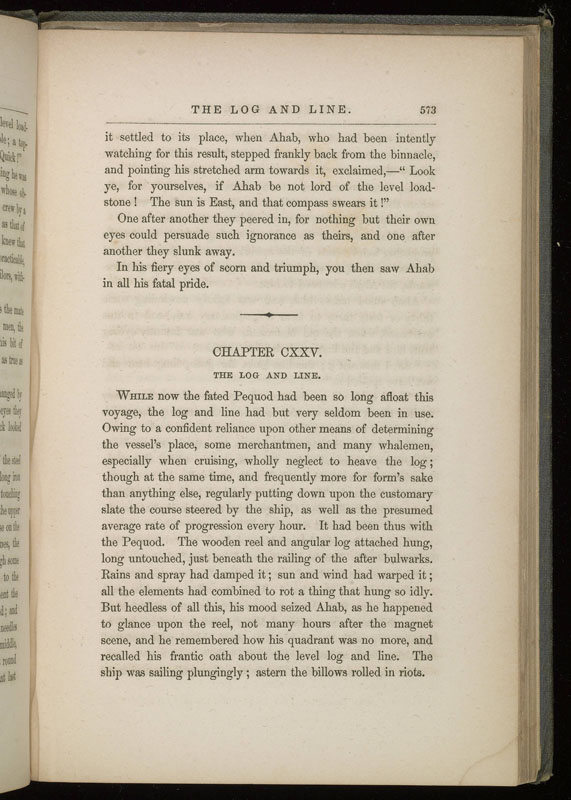 THE LOG AND LINE. 573
it settled to its place, when Ahab, who had been intently
watching for this result, stepped frankly back from the binnacle,
and pointing his stretched arm towards it, exclaimed,—“ Look
ye, for yourselves, if Ahab be not lord of the level load-
stone ! The sun is East, and that compass swears it !”
One after another they peered in, for nothing but their own
eyes could persuade such ignorance as theirs, and one after
another they slunk away.
In his fiery eyes of scorn and triumph, you then saw Ahab
in all his fatal pride.
CHAPTER CXXV.
THE LOG AND LINE.
WHILE now the fated Pequod had been so long afloat this
voyage, the log and line had but very seldom been in use.
Owing to a confident reliance upon other means of determining
the vessel’s place, some merchantmen, and many whalemen,
especially when cruising, wholly neglect to heave the log ;
though at the same time, and frequently more for form’s sake
than anything else, regularly putting down upon the customary
slate the course steered by the ship, as well as the presumed
average rate of progression every hour. It had been thus with
the Pequod. The wooden reel and angular log attached hung,
long untouched, just beneath the railing of the after bulwarks.
Rains and spray had damped it ; sun and wind had warped it ;
all the elements had combined to rot a thing that hung so idly.
But heedless of all this, his mood seized Ahab, as he happened
to glance upon the reel, not many hours after the magnet
scene, and he remembered how his quadrant was no more, and
recalled his frantic oath about the level log and line. The
ship was sailing plungingly ; astern the billows rolled in riots.